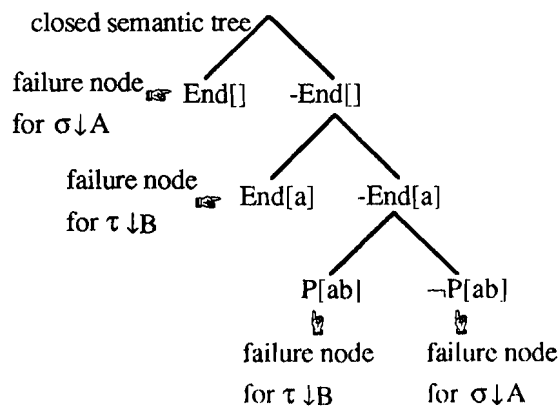 closed semantic tree
failure node ☞ End[] -End[]
for σ↓A
failure node ☞ End[a] -End[a]
for τ↓B
P[ab| ¬P[ab]
failure node failure node
for τ↓B for σ↓A